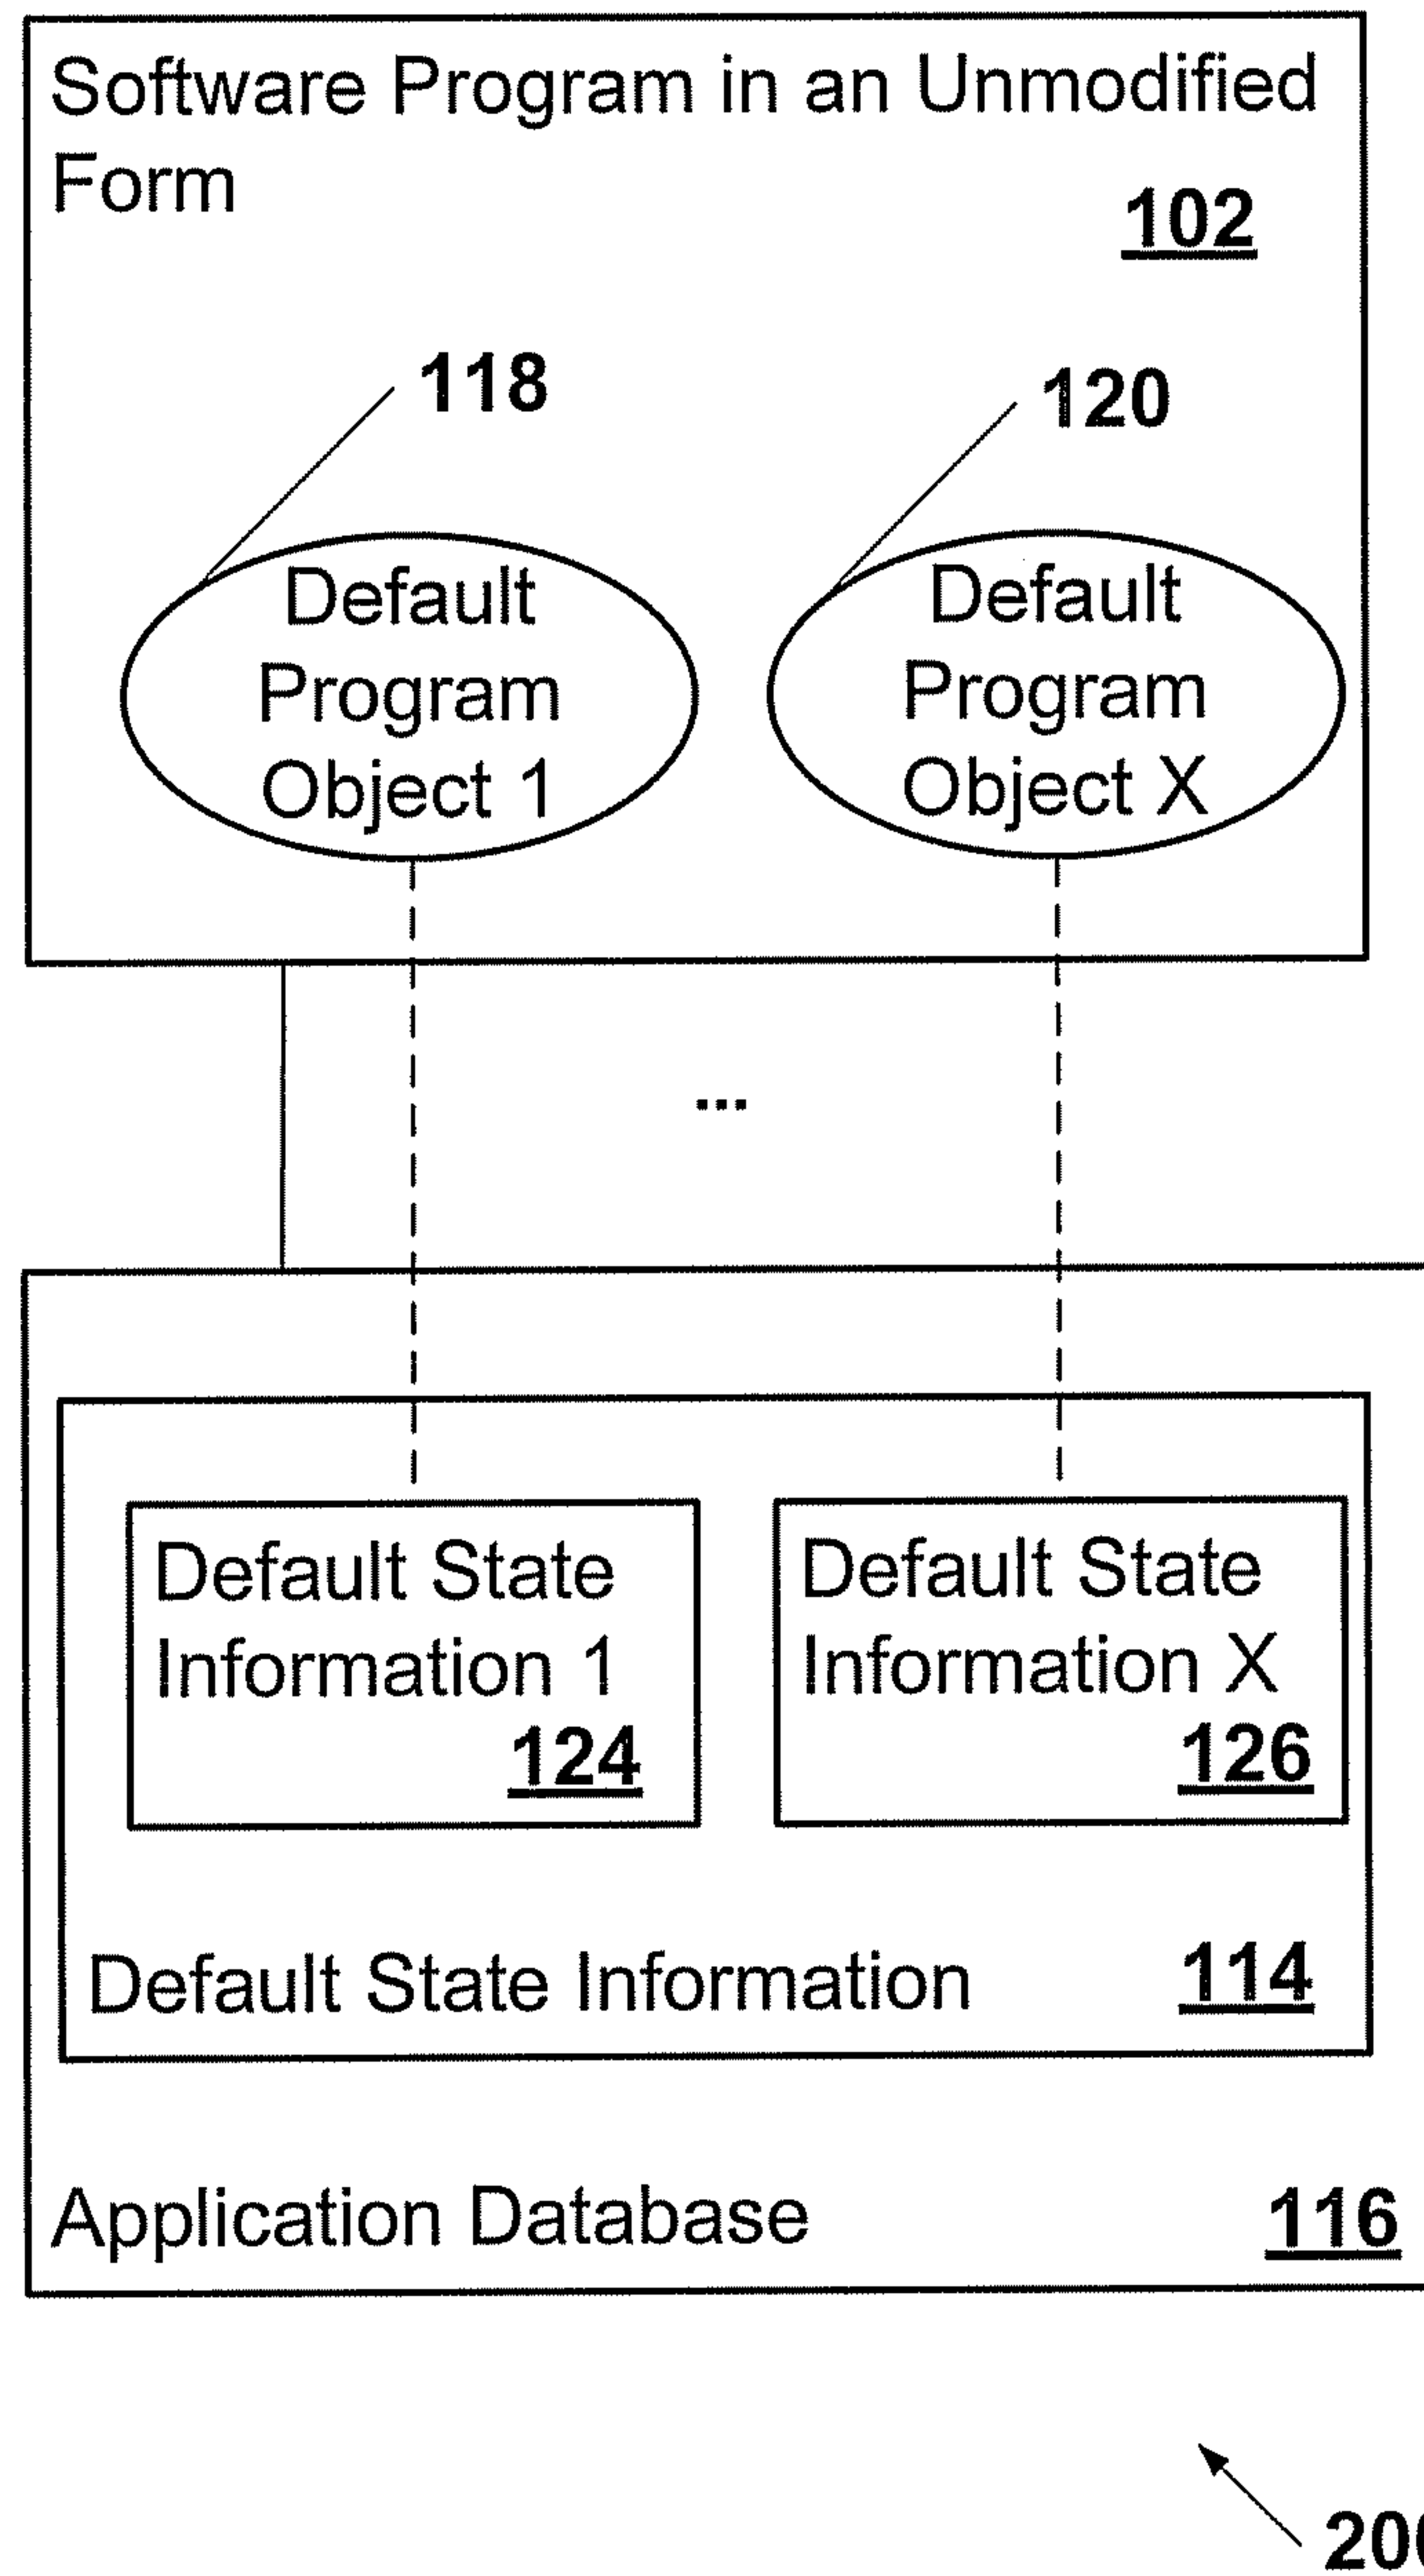 Software Program in an Unmodified
Form
102
118
120
Default
Program
Object 1
Default
Program
Object X
...
Default State
Information 1
124
Default State
Information X
126
Default State Information 114
Application Database 116